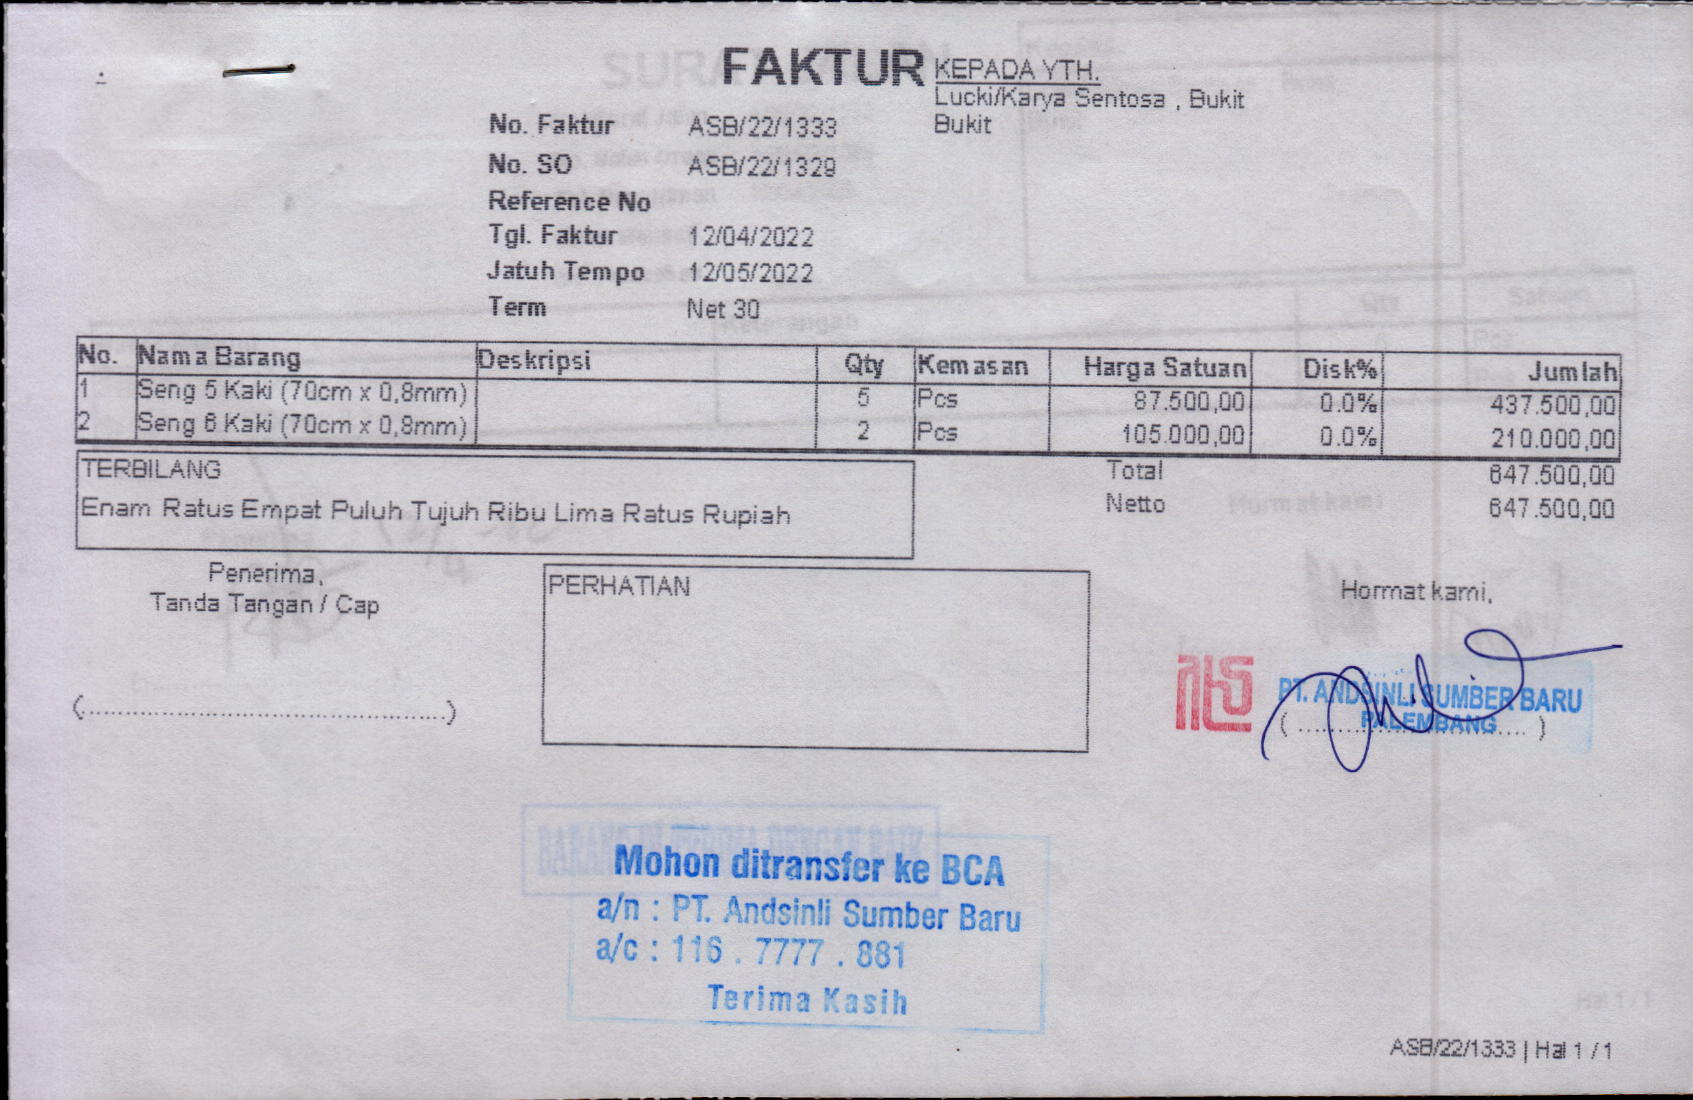 FAKTUR
KEPADA YTH.
Lucki/Karya Sentosa , Bukit
Bukit
No. Faktur ASB/22/1333
No. SO ASB/22/1329
Reference No
Tgl. Faktur 12/04/2022
Jatuh Tempo 12/05/2022
Term Net 30
No. Nama Barang Deskripsi Qty Kemasan Harga Satuan Disk% Jumlah
1 Seng 5 Kaki (70cm x 0,8mm) 5 Pcs 87.500,00 0.0% 437.500,00
2 Seng 6 Kaki (70cm x 0,8mm) 2 Pcs 105.000,00 0.0% 210.000,00
TERBILANG
Enam Ratus Empat Puluh Tujuh Ribu Lima Ratus Rupiah
Total 647.500,00
Netto 647.500,00
Penerima,
Tanda Tangan / Cap
(..............................................)
PERHATIAN
Hormat kami,
PT. ANDSINLI SUMBER BARU
PALEMBANG
BARANG DI TERIMA DENGAN BAIK
Mohon ditransfer ke BCA
a/n : PT. Andsinli Sumber Baru
a/c : 116 . 7777 . 881
Terima Kasih
ASB/22/1333 | Hal 1 / 1